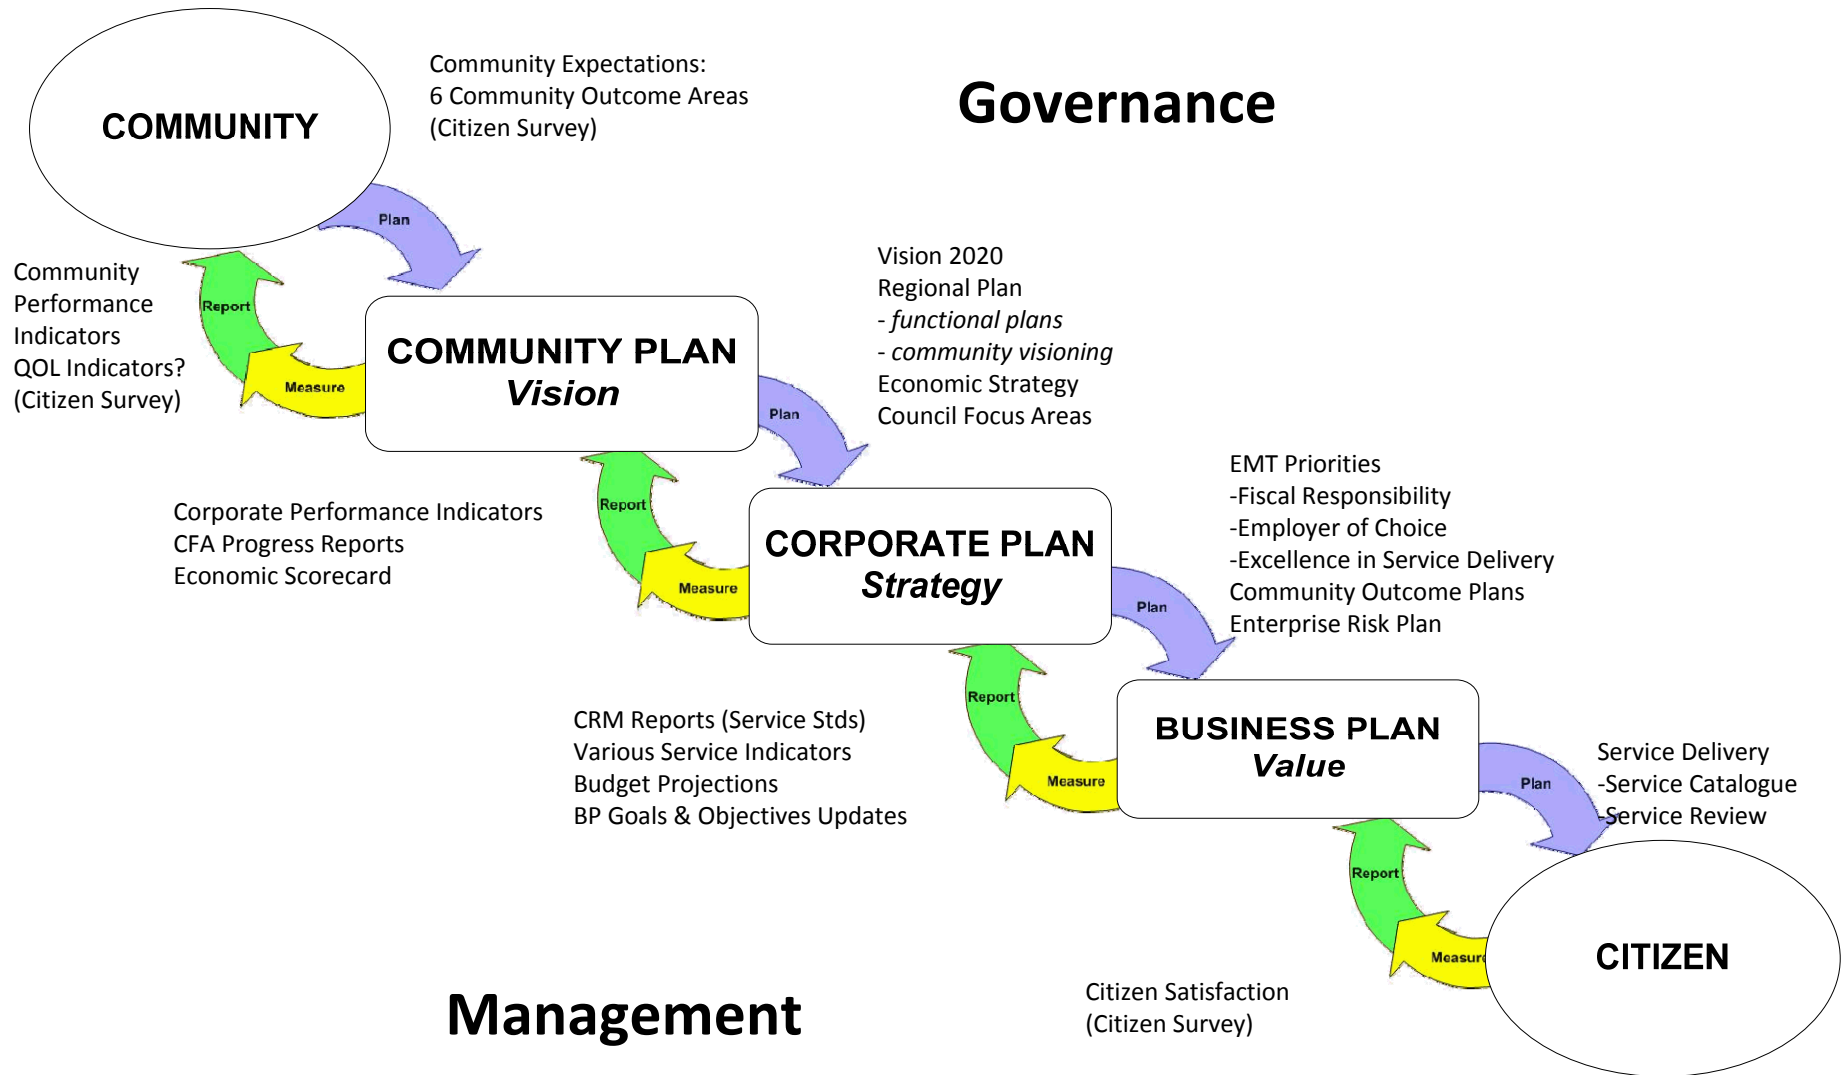 COMMUNITY
Community Expectations:
6 Community Outcome Areas
(Citizen Survey)
Governance
Plan
Community
Performance
Indicators
QOL Indicators?
(Citizen Survey)
Report
Measure
COMMUNITY PLAN
Vision
Vision 2020
Regional Plan
- functional plans
- community visioning
Economic Strategy
Council Focus Areas
Plan
Corporate Performance Indicators
CFA Progress Reports
Economic Scorecard
Report
Measure
CORPORATE PLAN
Strategy
EMT Priorities
-Fiscal Responsibility
-Employer of Choice
-Excellence in Service Delivery
Community Outcome Plans
Enterprise Risk Plan
Plan
CRM Reports (Service Stds)
Various Service Indicators
Budget Projections
BP Goals & Objectives Updates
Report
Measure
BUSINESS PLAN
Value
Plan
Service Delivery
-Service Catalogue
-Service Review
Report
Measure
CITIZEN
Citizen Satisfaction
(Citizen Survey)
Management